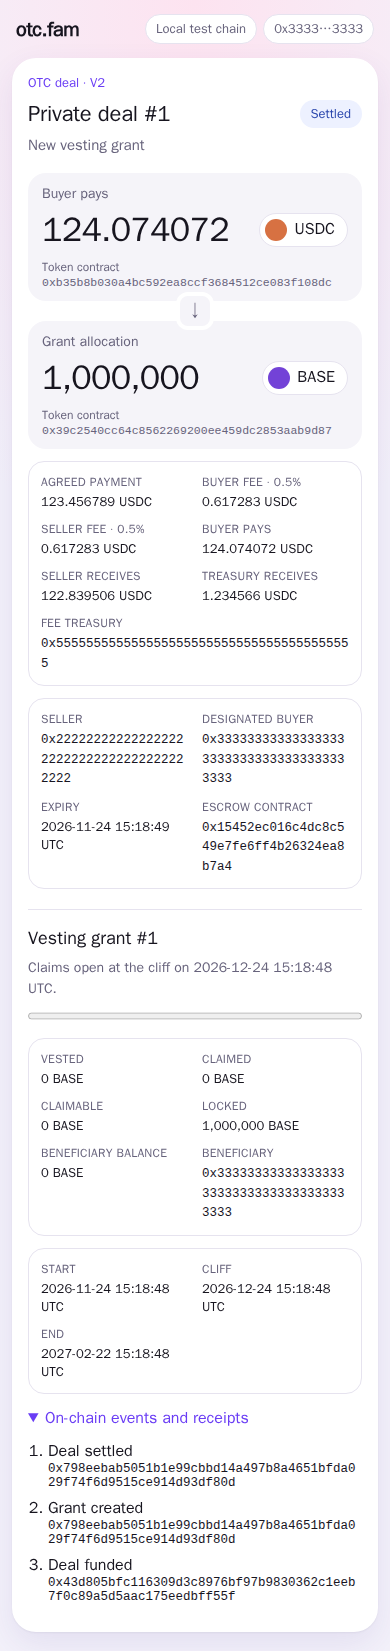 otc.fam
Local test chain
0x3333···3333
OTC deal · V2
Private deal #1
Settled
New vesting grant
Buyer pays
124.074072
USDC
Token contract
0xb35b8b030a4bc592ea8ccf3684512ce083f108dc
↓
Grant allocation
1,000,000
BASE
Token contract
0x39c2540cc64c8562269200ee459dc2853aab9d87
AGREED PAYMENT
123.456789 USDC
BUYER FEE · 0.5%
0.617283 USDC
SELLER FEE · 0.5%
0.617283 USDC
BUYER PAYS
124.074072 USDC
SELLER RECEIVES
122.839506 USDC
TREASURY RECEIVES
1.234566 USDC
FEE TREASURY
0x555555555555555555555555555555555555555
5
SELLER
0x22222222222222222
2222222222222222222
2222
DESIGNATED BUYER
0x33333333333333333
3333333333333333333
3333
EXPIRY
2026-11-24 15:18:49
UTC
ESCROW CONTRACT
0x15452ec016c4dc8c5
49e7fe6ff4b26324ea8
b7a4
Vesting grant #1
Claims open at the cliff on 2026-12-24 15:18:48
UTC.
VESTED
0 BASE
CLAIMED
0 BASE
CLAIMABLE
0 BASE
LOCKED
1,000,000 BASE
BENEFICIARY BALANCE
0 BASE
BENEFICIARY
0x33333333333333333
3333333333333333333
3333
START
2026-11-24 15:18:48
UTC
CLIFF
2026-12-24 15:18:48
UTC
END
2027-02-22 15:18:48
UTC
▼ On-chain events and receipts
1. Deal settled
0x798eebab5051b1e99cbbd14a497b8a4651bfda0
29f74f6d9515ce914d93df80d
2. Grant created
0x798eebab5051b1e99cbbd14a497b8a4651bfda0
29f74f6d9515ce914d93df80d
3. Deal funded
0x43d805bfc116309d3c8976bf97b9830362c1eeb
7f0c89a5d5aac175eedbff55f